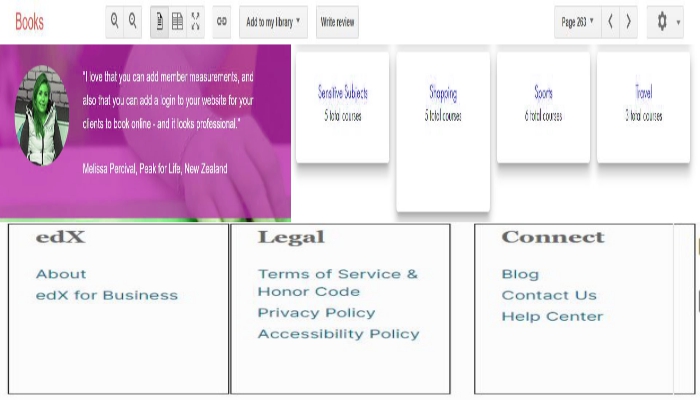 Books
Add to my library
Write review
Page 263
"I love that you can add member measurements, and
also that you can add a login to your website for your
clients to book online - and it looks professional."
Melissa Percival, Peak for Life, New Zealand
Sensitive Subjects
5 total courses
Shopping
5 total courses
Sports
6 total courses
Travel
3 total courses
edX
About
edX for Business
Legal
Terms of Service &
Honor Code
Privacy Policy
Accessibility Policy
Connect
Blog
Contact Us
Help Center